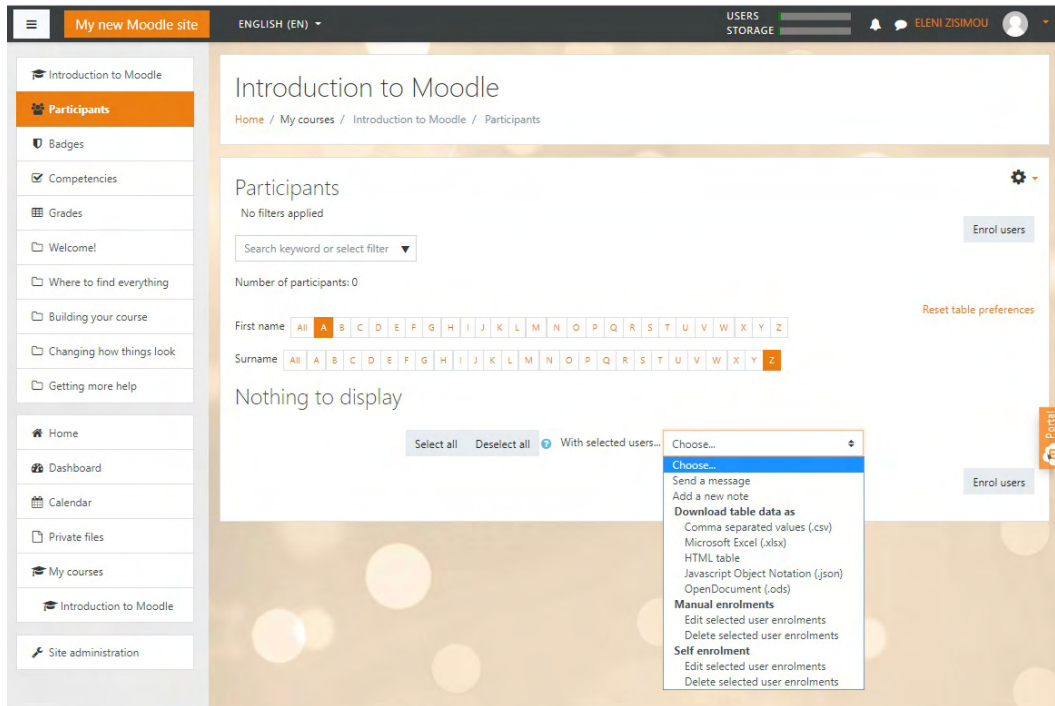 My new Moodle site
ENGLISH (EN)
USERS
STORAGE
ELENI ZISIMOU
Introduction to Moodle
Participants
Badges
Competencies
Grades
Welcome!
Where to find everything
Building your course
Changing how things look
Getting more help
Home
Dashboard
Calendar
Private files
My courses
Introduction to Moodle
Site administration
Introduction to Moodle
Home / My courses / Introduction to Moodle / Participants
Participants
No filters applied
Enrol users
Search keyword or select filter
Number of participants: 0
Reset table preferences
First name All A B C D E F G H I J K L M N O P Q R S T U V W X Y Z
Surname All A B C D E F G H I J K L M N O P Q R S T U V W X Y Z
Nothing to display
Select all Deselect all With selected users... Choose...
Choose...
Send a message
Add a new note
Download table data as
Comma separated values (.csv)
Microsoft Excel (.xlsx)
HTML table
Javascript Object Notation (.json)
OpenDocument (.ods)
Manual enrolments
Edit selected user enrolments
Delete selected user enrolments
Self enrolment
Edit selected user enrolments
Delete selected user enrolments
Enrol users
Portal